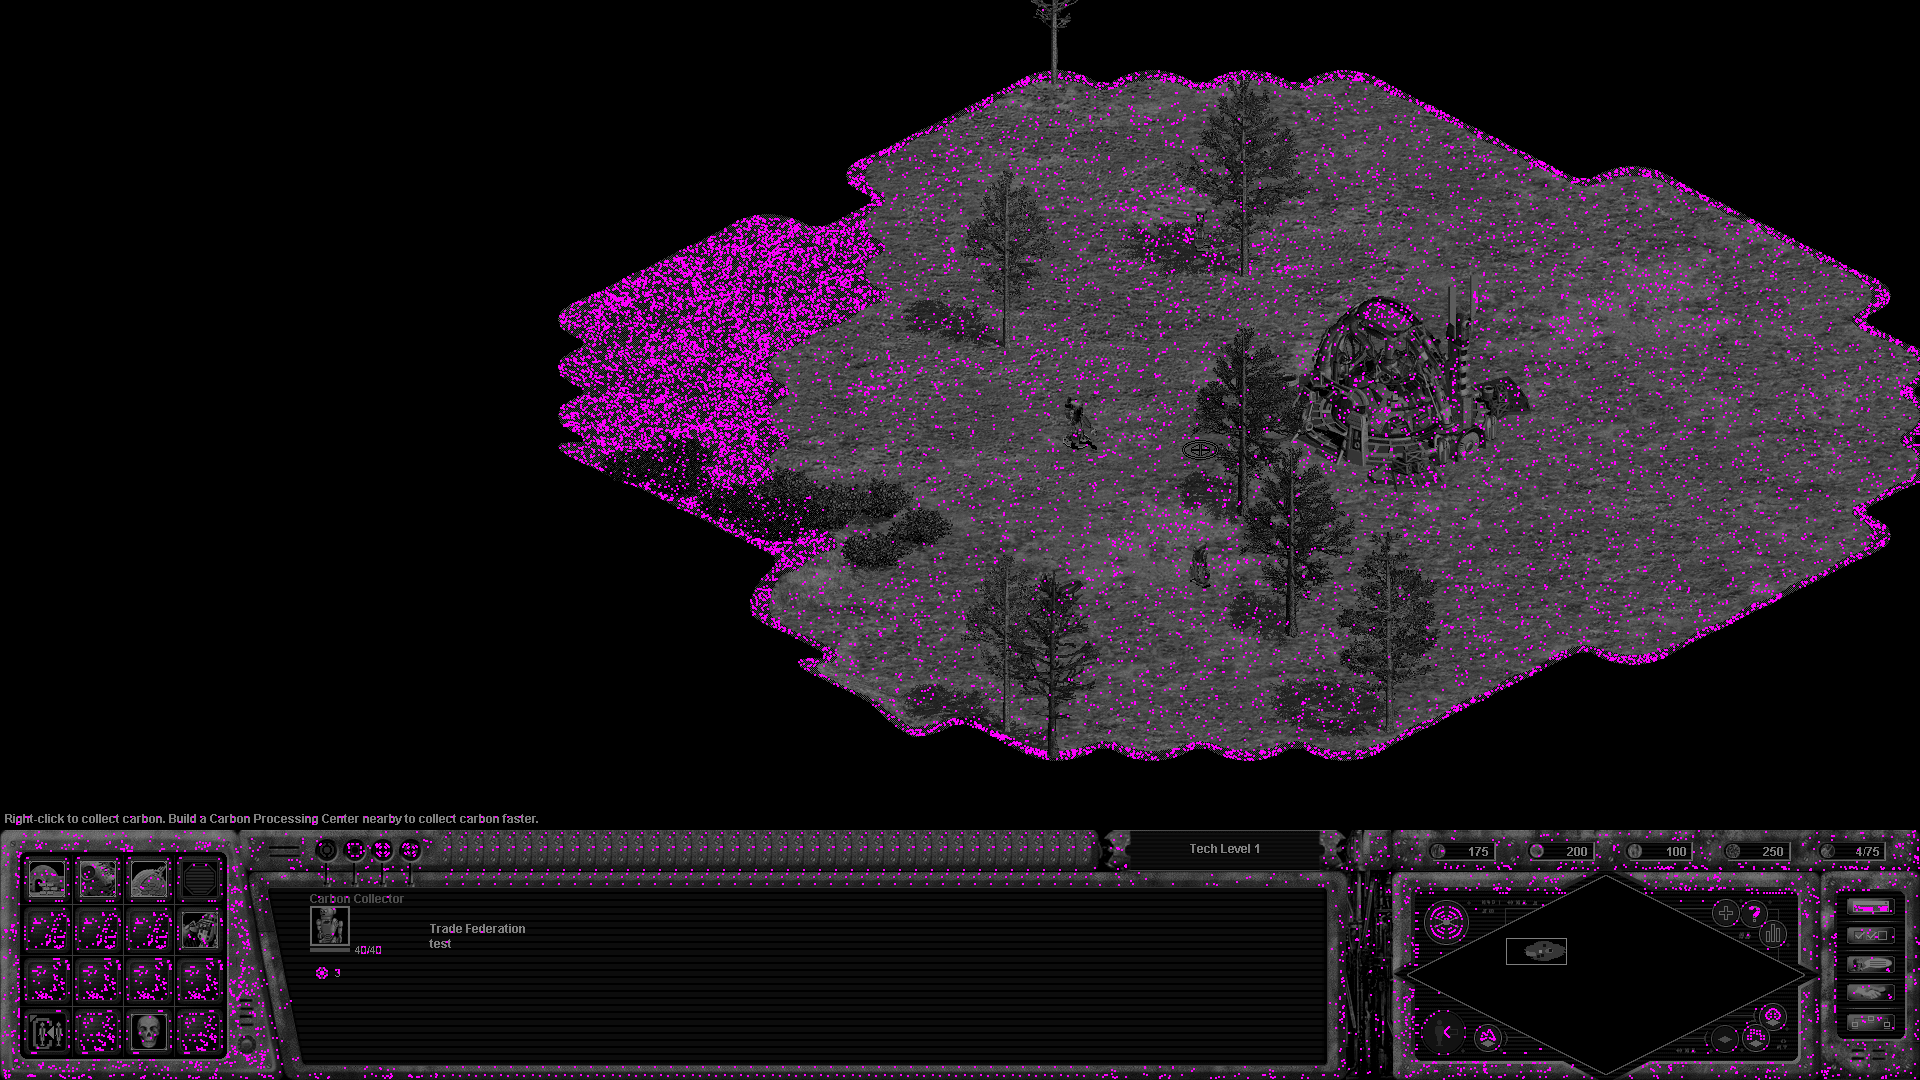 Right-click to collect carbon. Build a Carbon Processing Center nearby to collect carbon faster.
Tech Level 1
175
200
100
250
4/75
Carbon Collector
Trade Federation
test
40/40
3